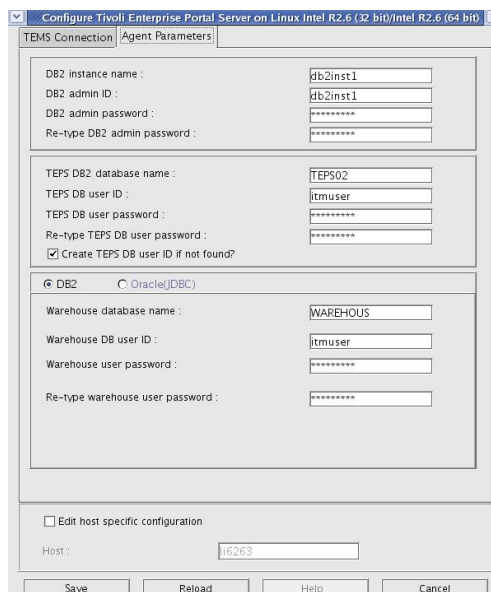 Configure Tivoli Enterprise Portal Server on Linux Intel R2.6 (32 bit)/Intel R2.6 (64 bit)
TEMS Connection Agent Parameters
DB2 instance name : db2inst1
DB2 admin ID : db2inst1
DB2 admin password : *********
Re-type DB2 admin password : *********
TEPS DB2 database name : TEPS02
TEPS DB user ID : itmuser
TEPS DB user password : *********
Re-type TEPS DB user password : *********
Create TEPS DB user ID if not found?
DB2 Oracle(JDBC)
Warehouse database name : WAREHOUS
Warehouse DB user ID : itmuser
Warehouse user password : *********
Re-type warehouse user password : *********
Edit host specific configuration
Host : li6263
Save Reload Help Cancel